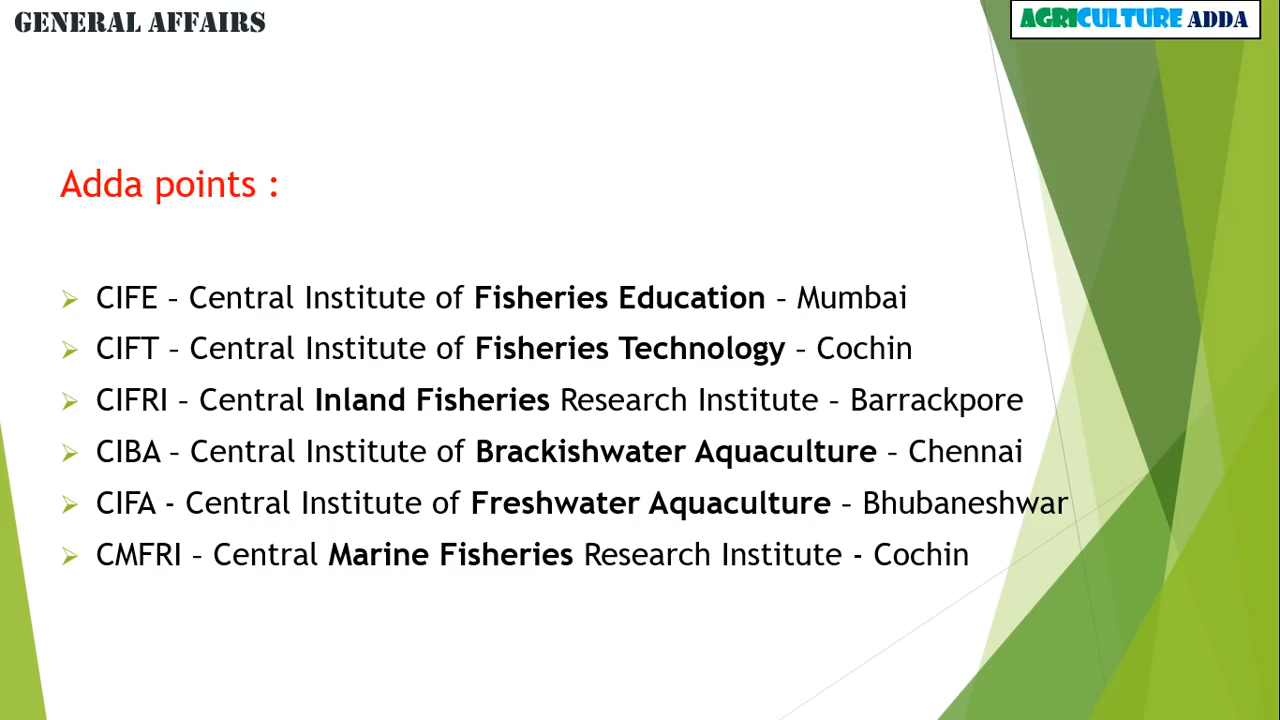 GENERAL AFFAIRS
AGRICULTURE ADDA
Adda points :
CIFE – Central Institute of Fisheries Education – Mumbai
CIFT – Central Institute of Fisheries Technology – Cochin
CIFRI – Central Inland Fisheries Research Institute – Barrackpore
CIBA – Central Institute of Brackishwater Aquaculture – Chennai
CIFA - Central Institute of Freshwater Aquaculture – Bhubaneshwar
CMFRI – Central Marine Fisheries Research Institute - Cochin